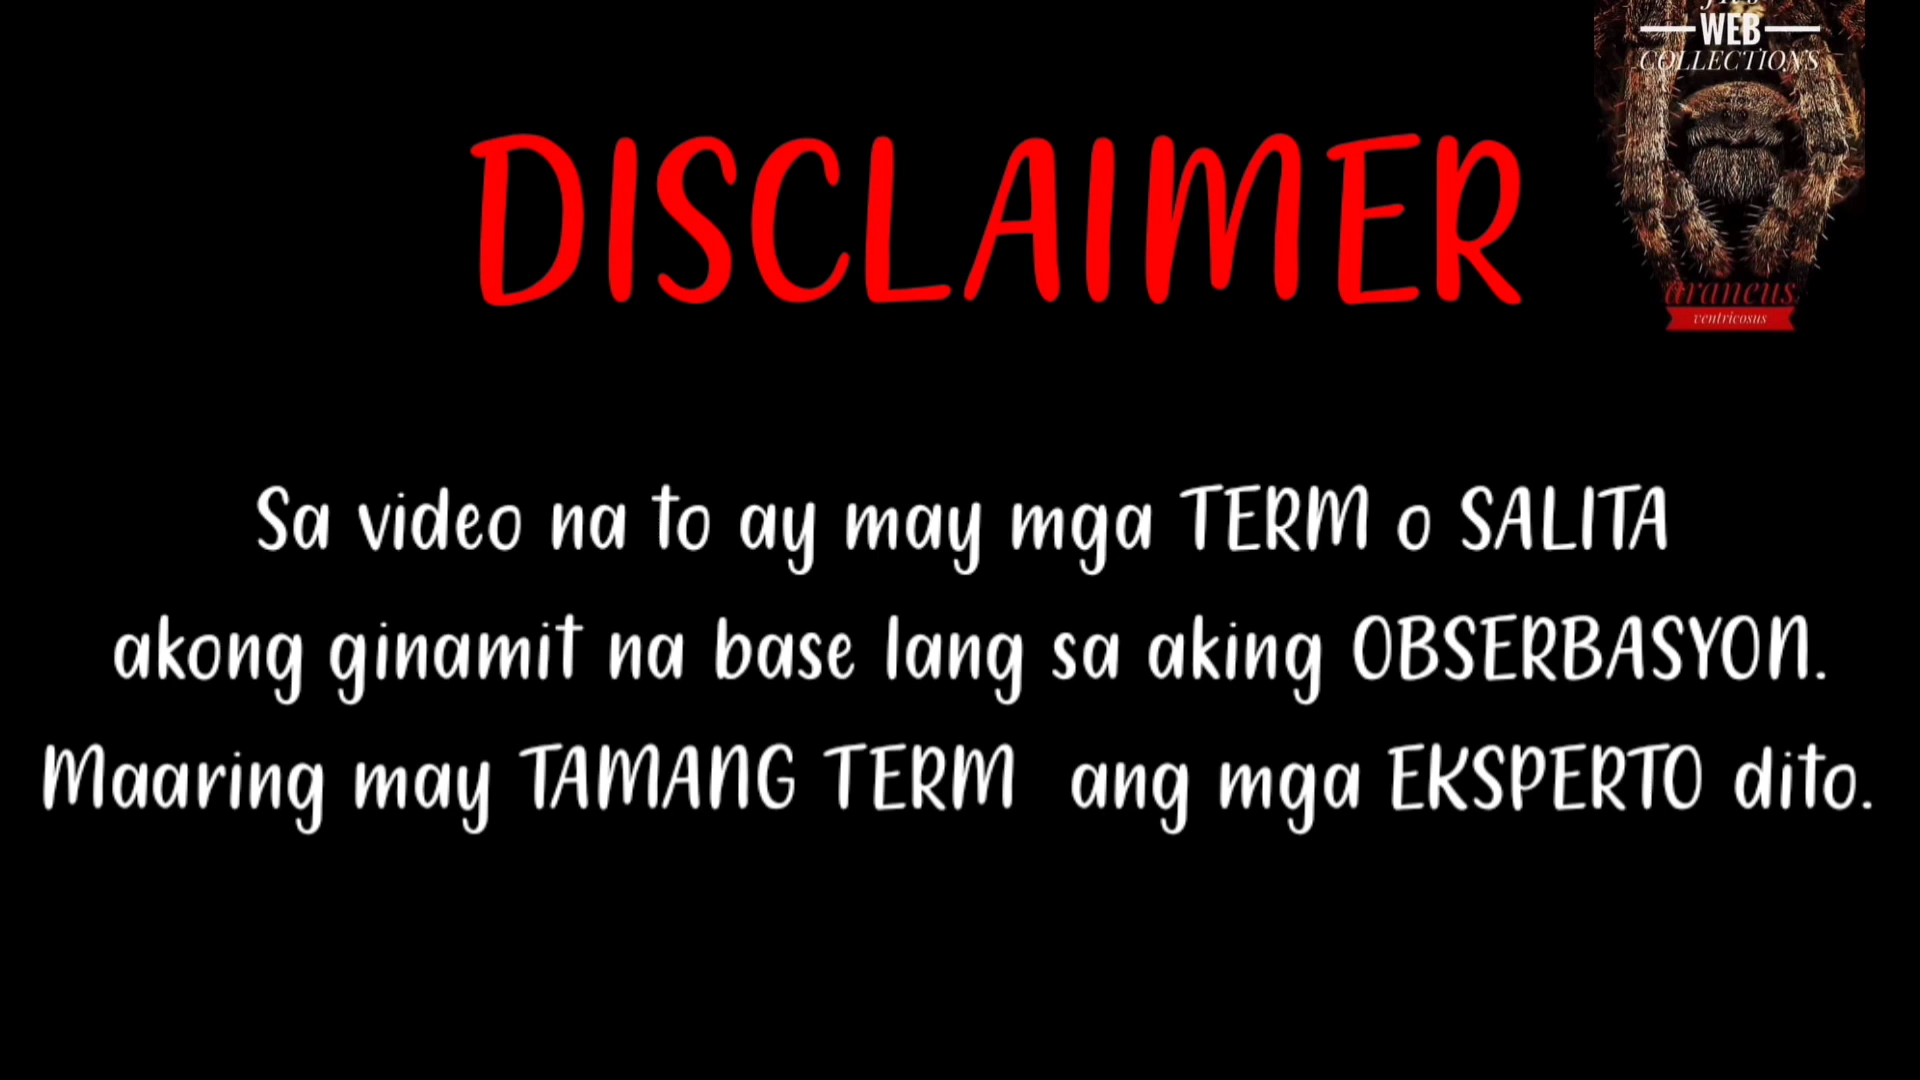 WEB
COLLECTIONS
araneus
ventricosus
DISCLAIMER
Sa video na to ay may mga TERM o SALITA
akong ginamit na base lang sa aking OBSERBASYON.
Maaring may TAMANG TERM ang mga EKSPERTO dito.